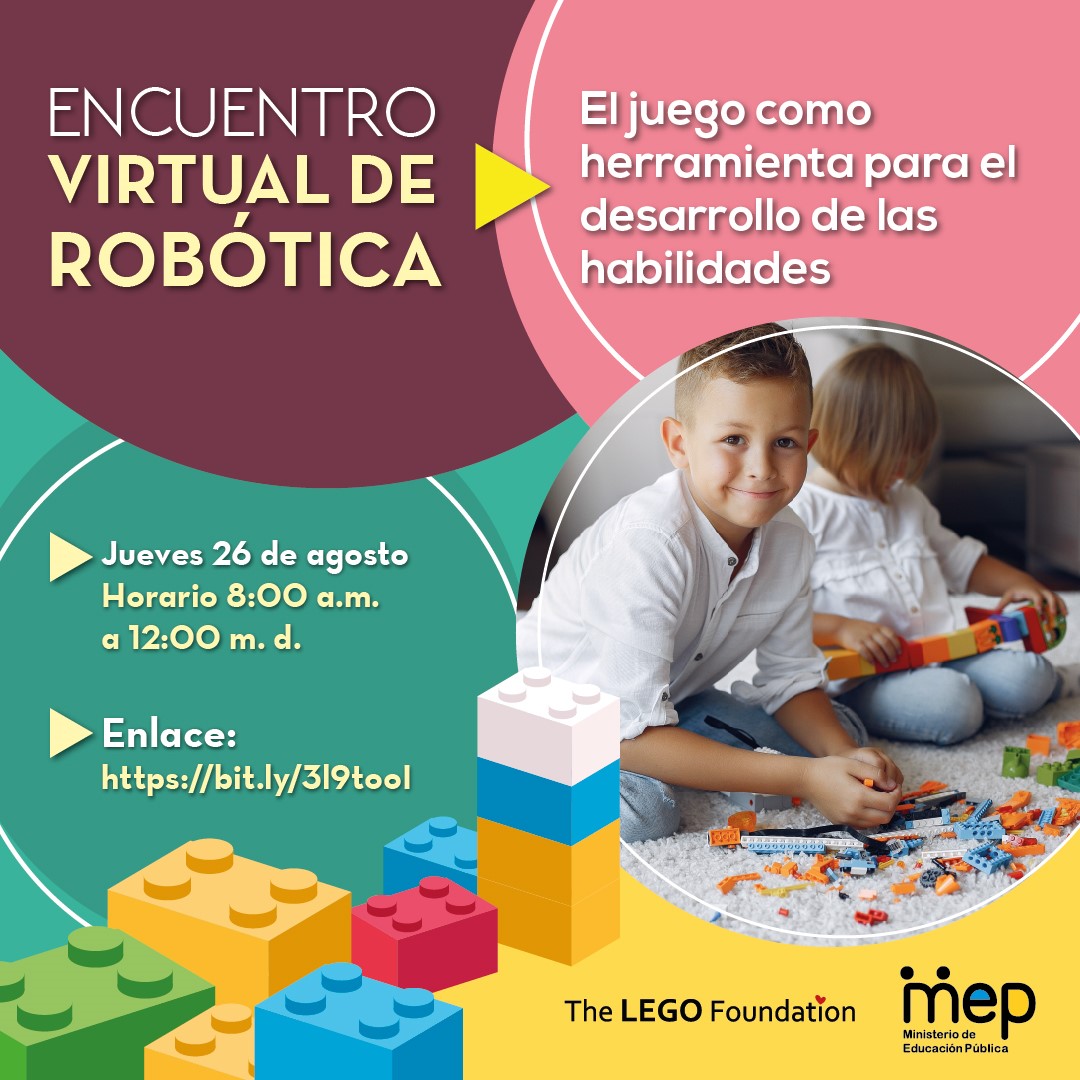 ENCUENTRO
VIRTUAL DE
ROBÓTICA
El juego como
herramienta para el
desarrollo de las
habilidades
Jueves 26 de agosto
Horario 8:00 a.m.
a 12:00 m. d.
Enlace:
https://bit.ly/3l9tooI
The LEGO Foundation
mep
Ministerio de
Educación Pública